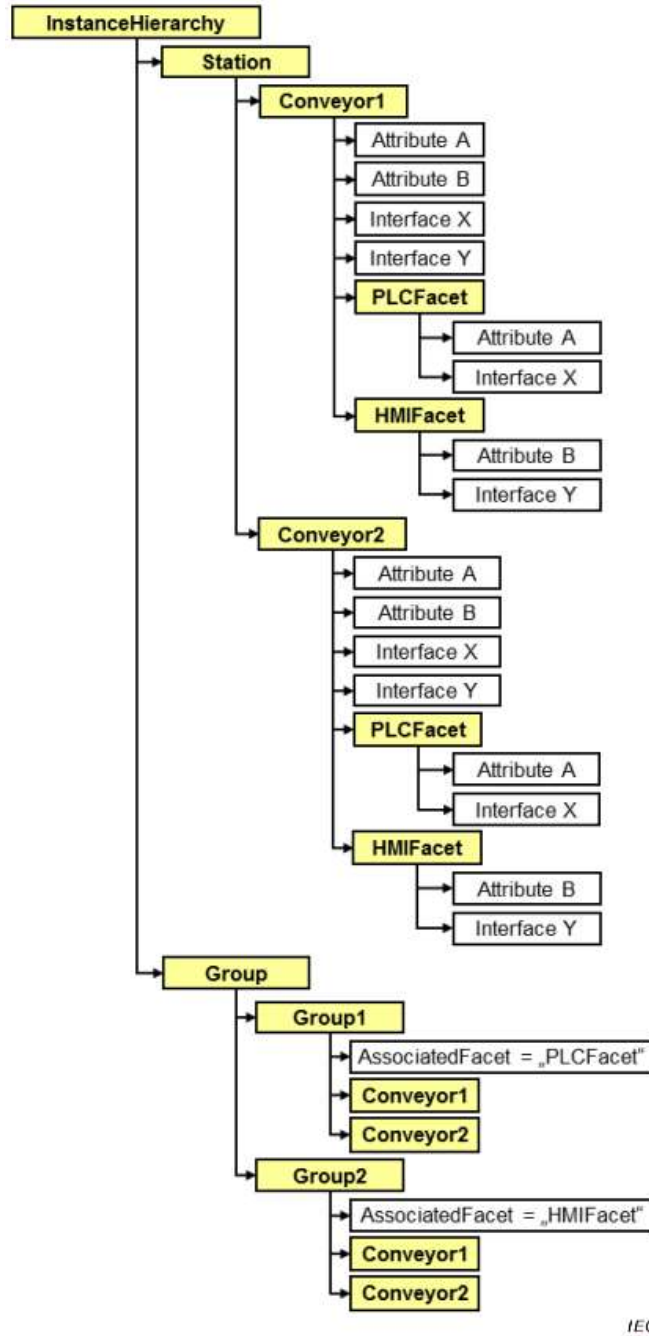 InstanceHierarchy
Station
Conveyor1
Attribute A
Attribute B
Interface X
Interface Y
PLCFacet
Attribute A
Interface X
HMIFacet
Attribute B
Interface Y
Conveyor2
Attribute A
Attribute B
Interface X
Interface Y
PLCFacet
Attribute A
Interface X
HMIFacet
Attribute B
Interface Y
Group
Group1
AssociatedFacet = „PLCFacet“
Conveyor1
Conveyor2
Group2
AssociatedFacet = „HMIFacet“
Conveyor1
Conveyor2